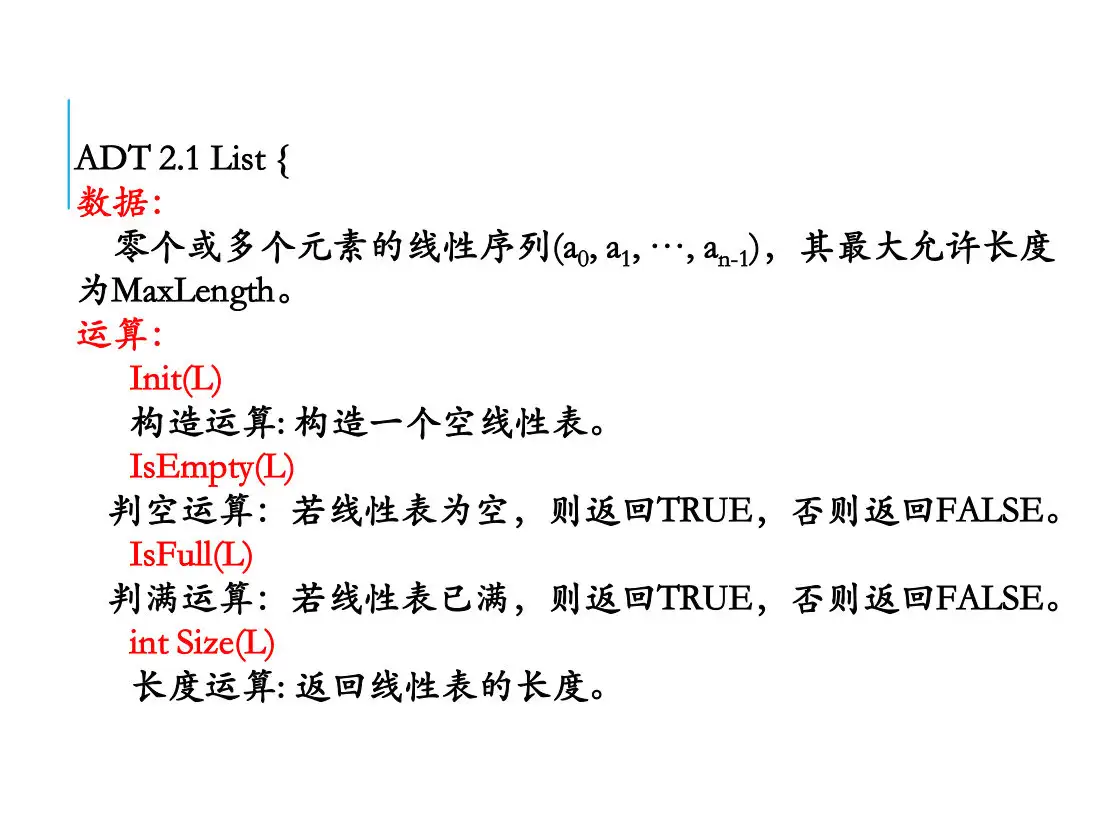 ADT 2.1 List {
数据：
零个或多个元素的线性序列(a0, a1, …, an-1)，其最大允许长度
为MaxLength。
运算：
Init(L)
构造运算: 构造一个空线性表。
IsEmpty(L)
判空运算：若线性表为空，则返回TRUE，否则返回FALSE。
IsFull(L)
判满运算：若线性表已满，则返回TRUE，否则返回FALSE。
int Size(L)
长度运算: 返回线性表的长度。